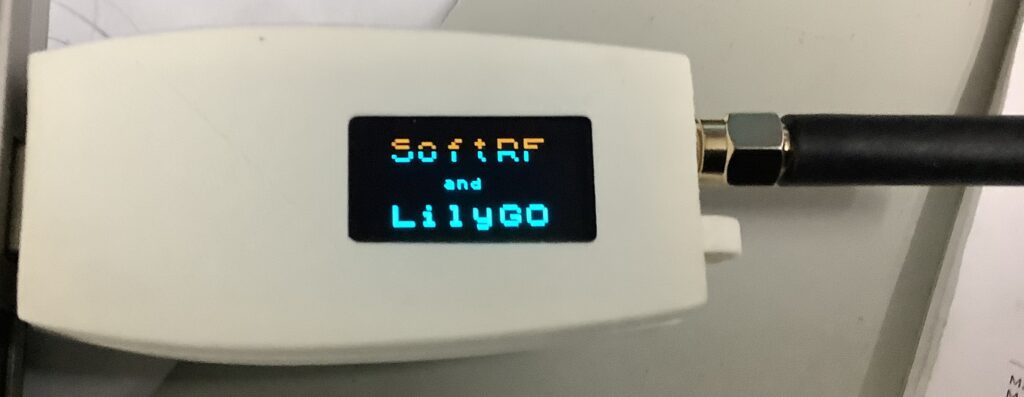 SoftRF
and
LilyGO